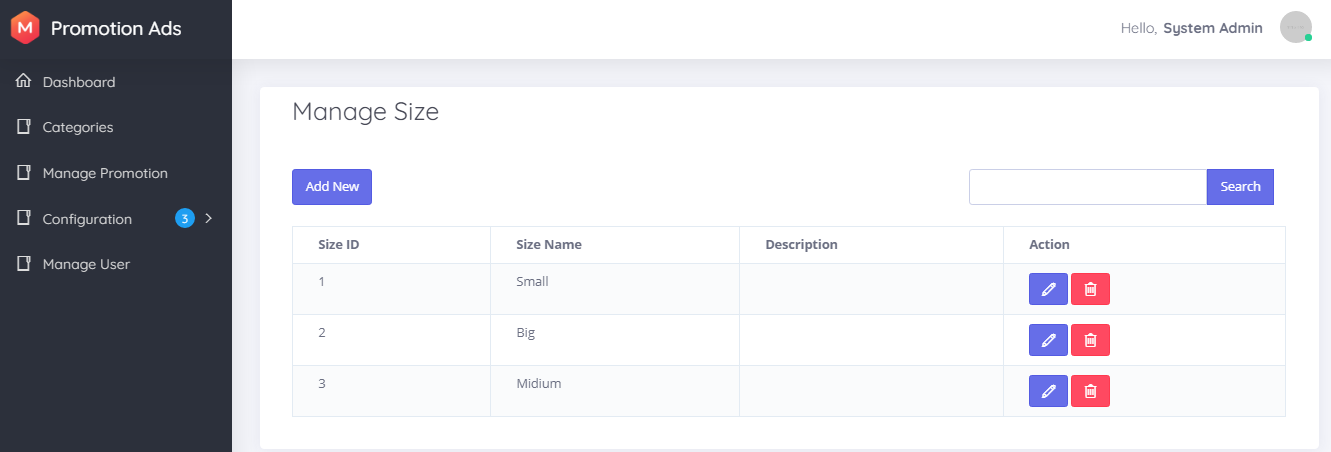 M Promotion Ads
Hello, System Admin
Dashboard
Categories
Manage Promotion
Configuration 3
Manage User
Manage Size
Add New
Search
Size ID Size Name Description Action
1 Small
2 Big
3 Midium